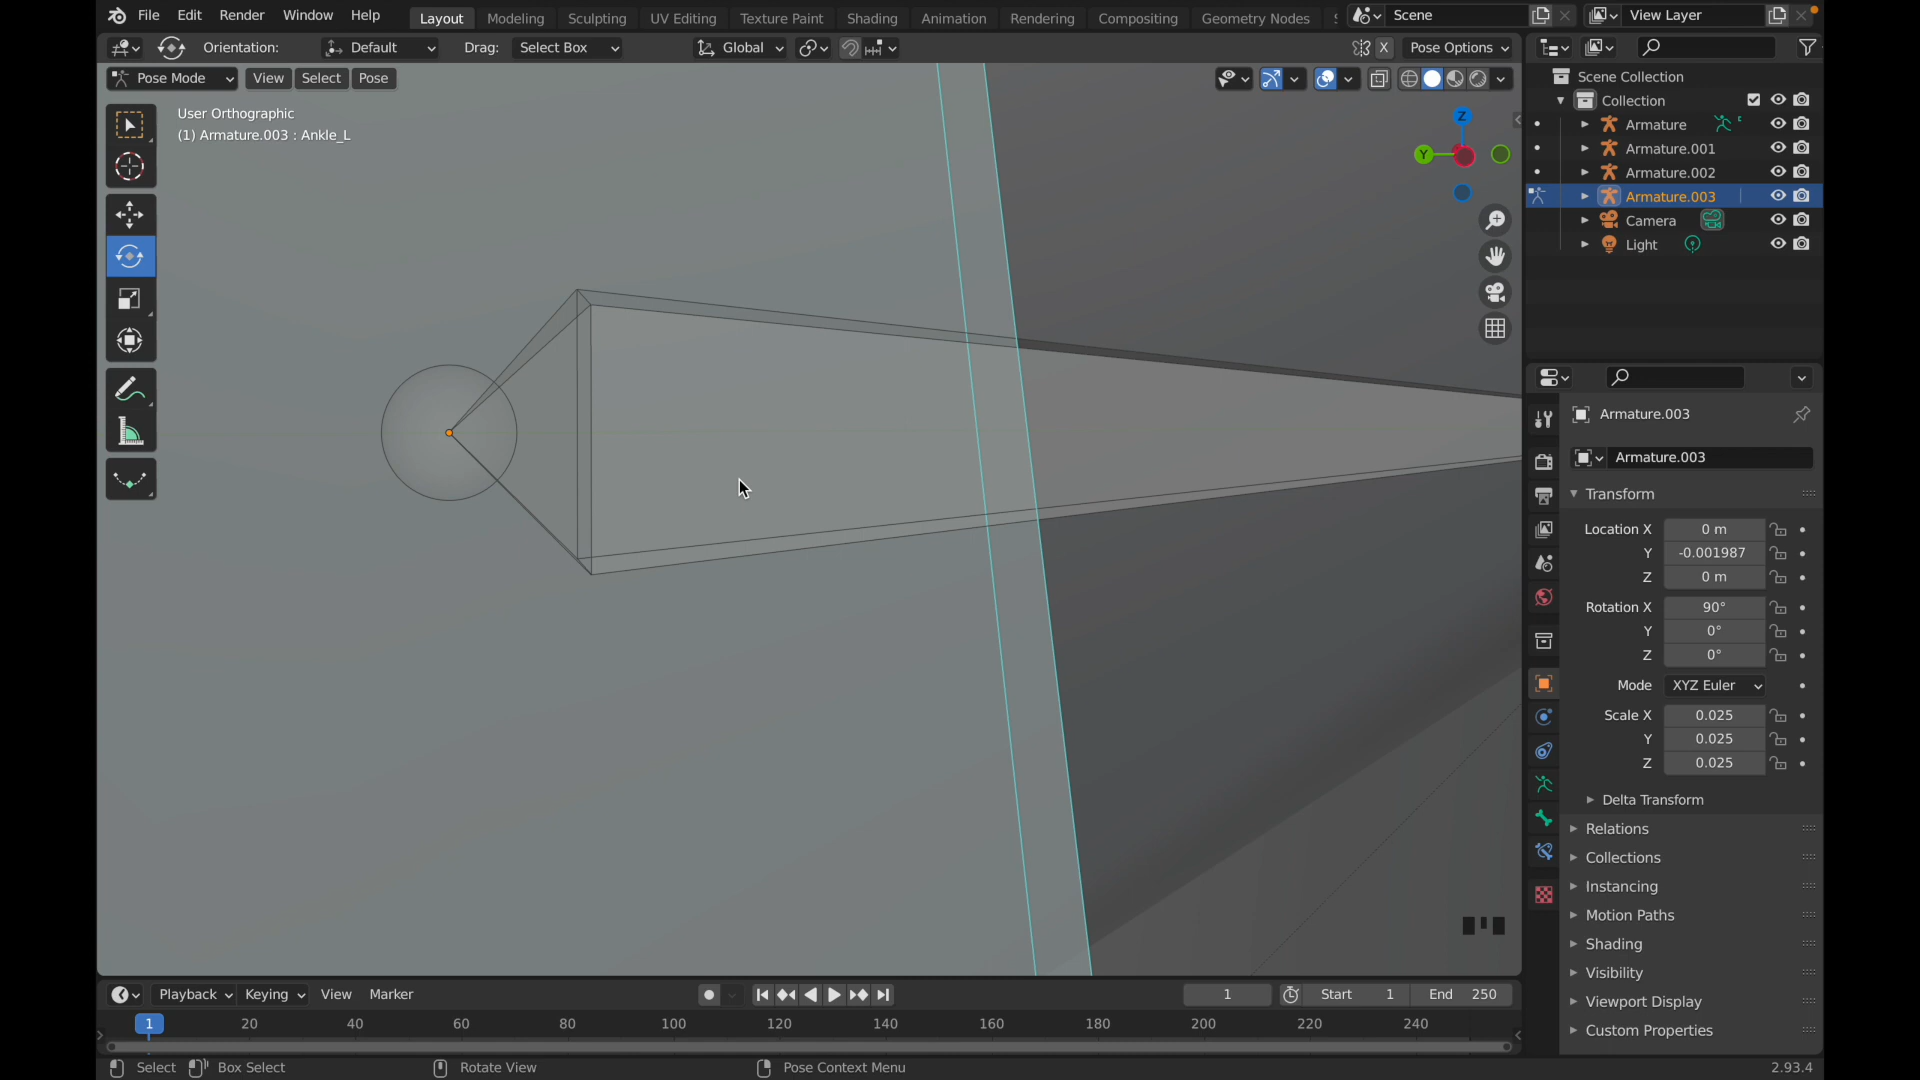 File Edit Render Window Help Layout Modeling Sculpting UV Editing Texture Paint Shading Animation Rendering Compositing Geometry Nodes Scene View Layer
Orientation: Default Drag: Select Box Global X Pose Options
Pose Mode View Select Pose
User Orthographic
(1) Armature.003 : Ankle_L
Z
Y
Scene Collection
Collection
Armature
Armature.001
Armature.002
Armature.003
Camera
Light
Armature.003
Armature.003
Transform
Location X 0 m
Y -0.001987
Z 0 m
Rotation X 90°
Y 0°
Z 0°
Mode XYZ Euler
Scale X 0.025
Y 0.025
Z 0.025
Delta Transform
Relations
Collections
Instancing
Motion Paths
Shading
Visibility
Viewport Display
Custom Properties
Playback Keying View Marker 1 Start 1 End 250
1 20 40 60 80 100 120 140 160 180 200 220 240
Select Box Select Rotate View Pose Context Menu 2.93.4